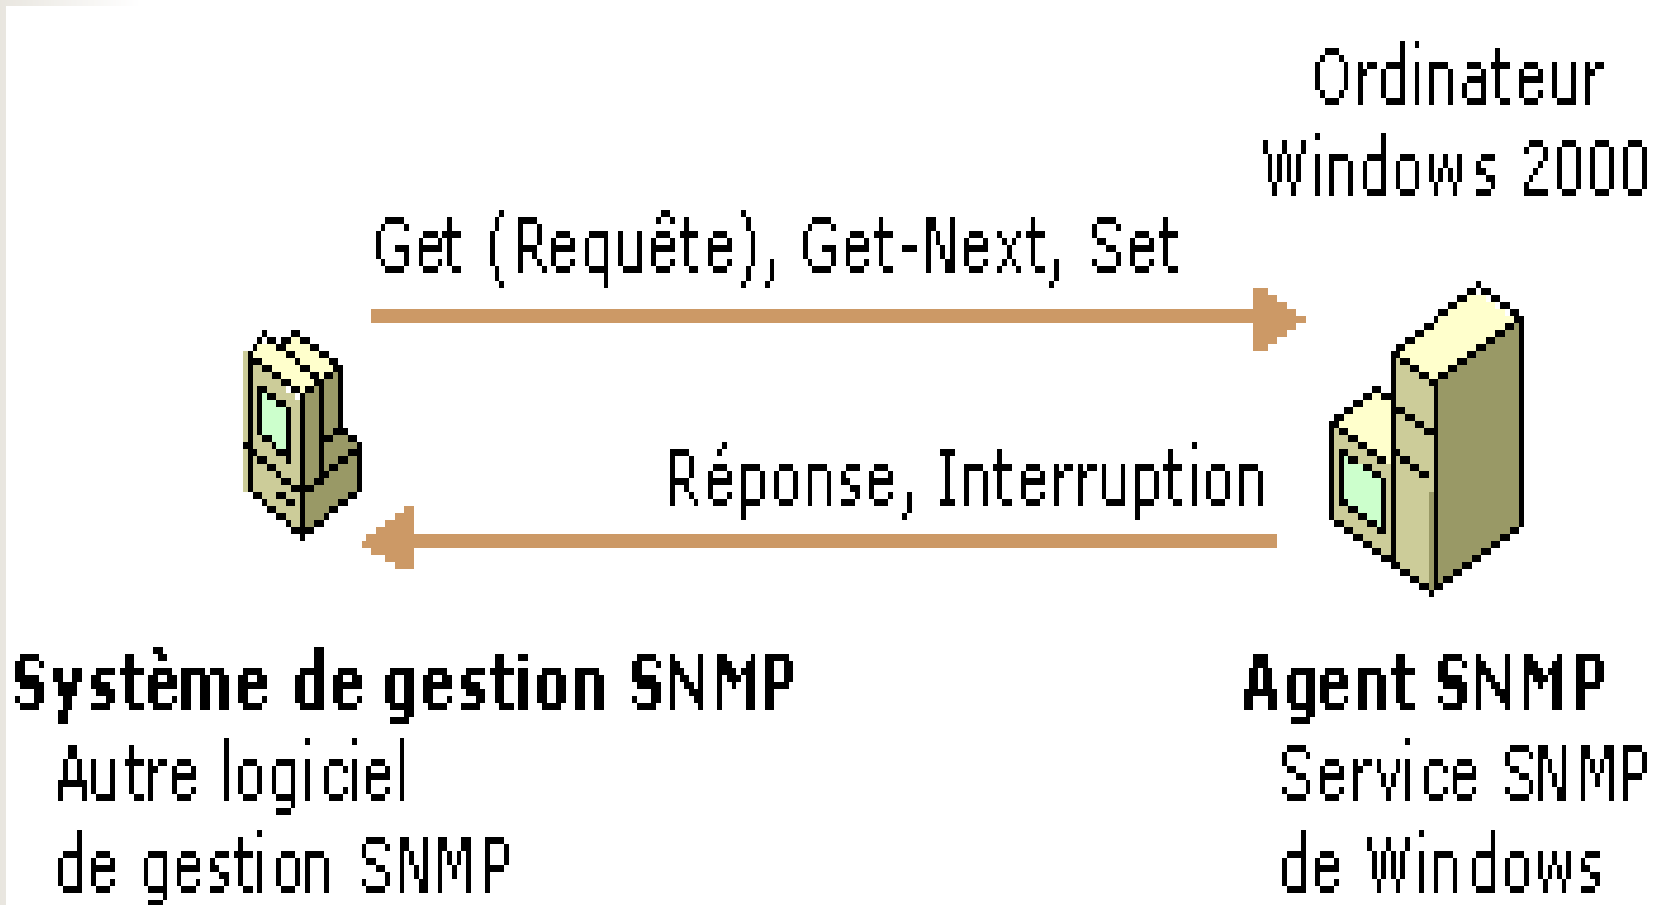 Ordinateur
Windows 2000
Get (Requête), Get-Next, Set
Réponse, Interruption
Système de gestion SNMP
Autre logiciel
de gestion SNMP
Agent SNMP
Service SNMP
de Windows